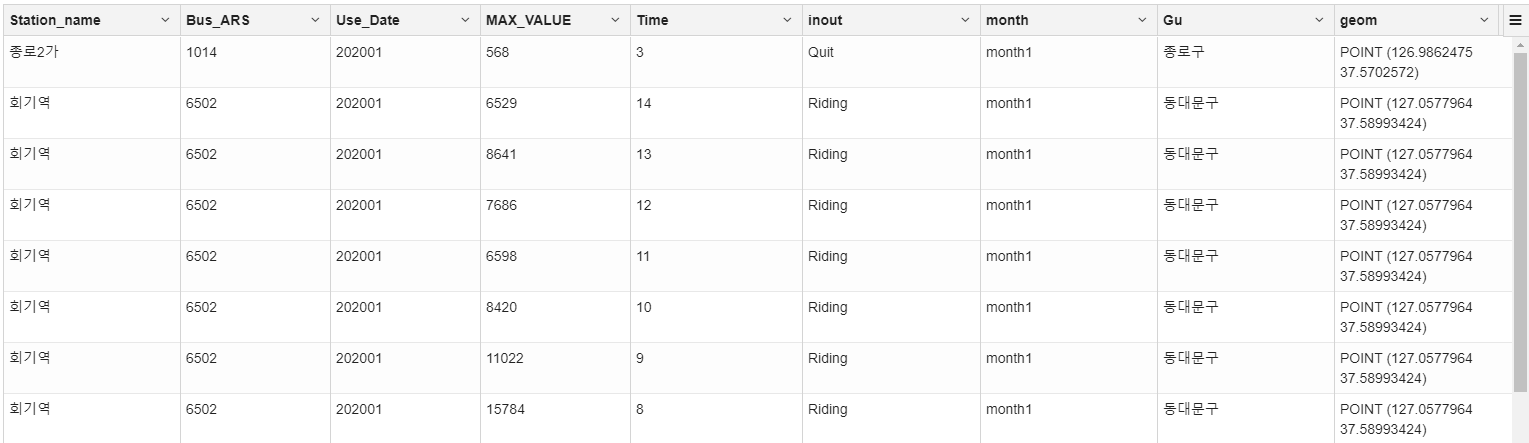 Station_name Bus_ARS Use_Date MAX_VALUE Time inout month Gu geom
종로2가 1014 202001 568 3 Quit month1 종로구 POINT (126.9862475
37.5702572)
회기역 6502 202001 6529 14 Riding month1 동대문구 POINT (127.0577964
37.58993424)
회기역 6502 202001 8641 13 Riding month1 동대문구 POINT (127.0577964
37.58993424)
회기역 6502 202001 7686 12 Riding month1 동대문구 POINT (127.0577964
37.58993424)
회기역 6502 202001 6598 11 Riding month1 동대문구 POINT (127.0577964
37.58993424)
회기역 6502 202001 8420 10 Riding month1 동대문구 POINT (127.0577964
37.58993424)
회기역 6502 202001 11022 9 Riding month1 동대문구 POINT (127.0577964
37.58993424)
회기역 6502 202001 15784 8 Riding month1 동대문구 POINT (127.0577964
37.58993424)